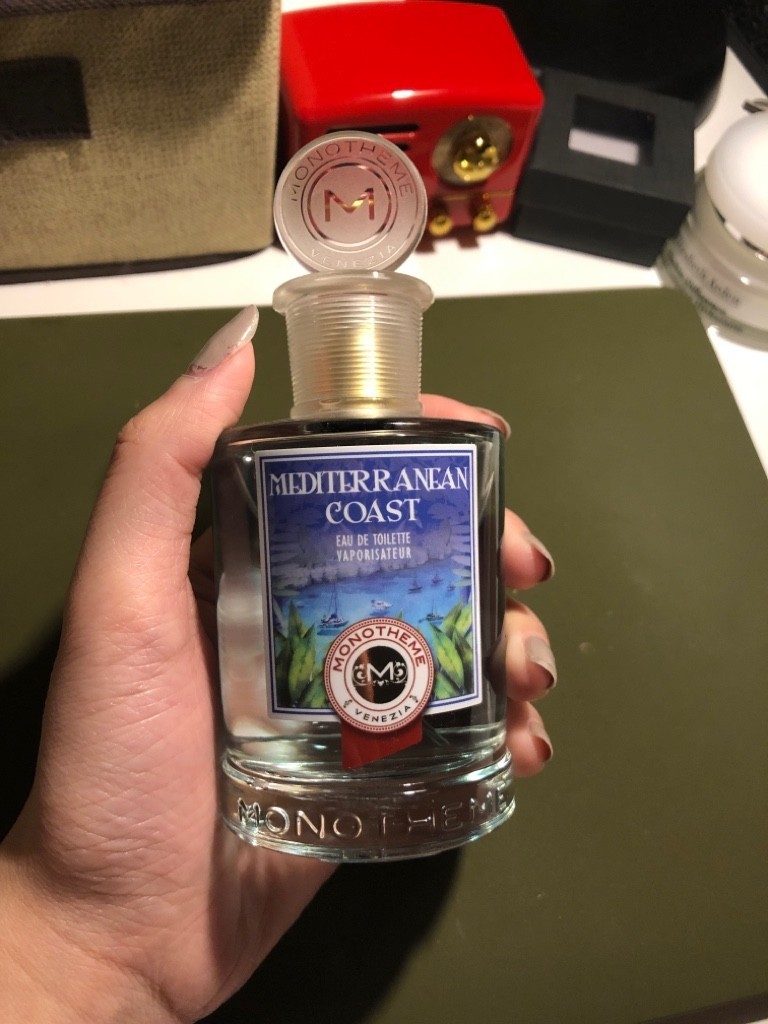 MONOTHEME
M
VENEZIA
MEDITERRANEAN
COAST
EAU DE TOILETTE
VAPORISATEUR
MONOTHEME
M
VENEZIA
MONOTHEME